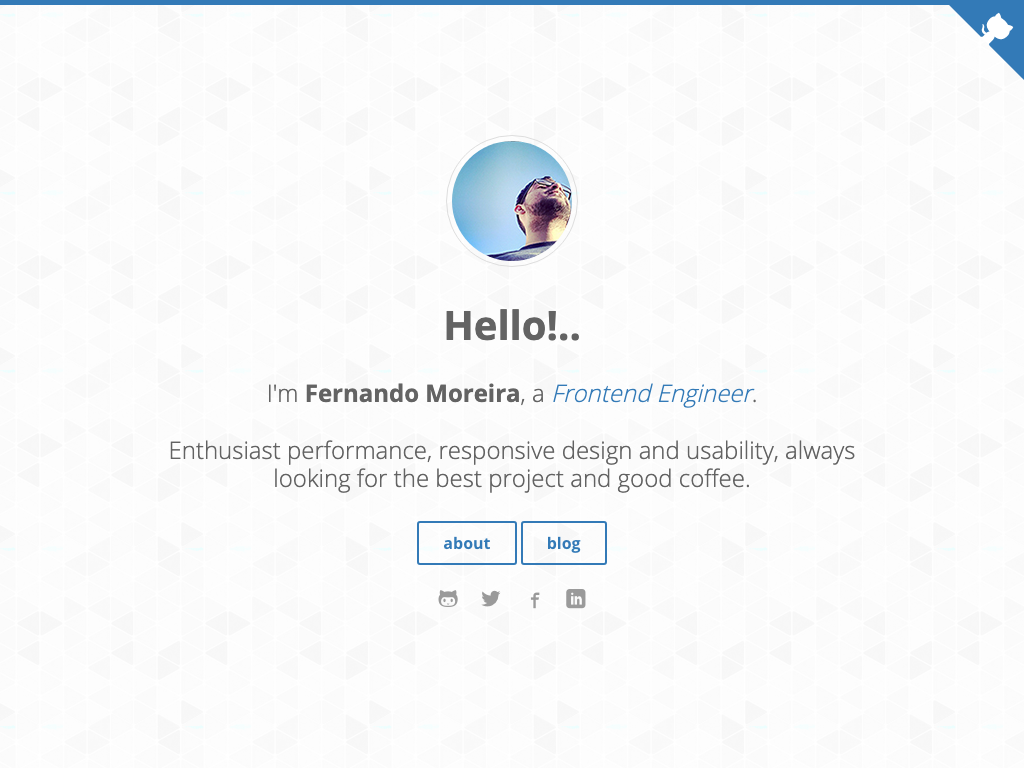 Hello!..
I'm Fernando Moreira, a Frontend Engineer.
Enthusiast performance, responsive design and usability, always
looking for the best project and good coffee.
about blog